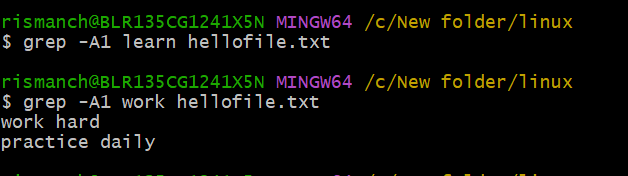 rismanch@BLR135CG1241X5N MINGW64 /c/New folder/linux
$ grep -A1 learn hellofile.txt
rismanch@BLR135CG1241X5N MINGW64 /c/New folder/linux
$ grep -A1 work hellofile.txt
work hard
practice daily